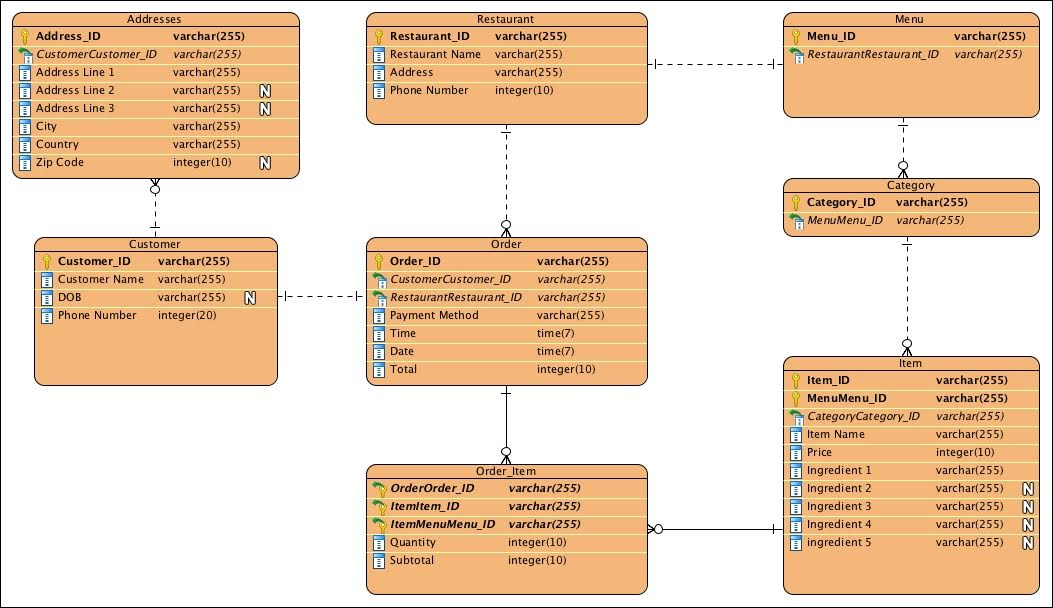 Addresses
Address_ID varchar(255)
CustomerCustomer_ID varchar(255)
Address Line 1 varchar(255)
Address Line 2 varchar(255) N
Address Line 3 varchar(255) N
City varchar(255)
Country varchar(255)
Zip Code integer(10) N
Restaurant
Restaurant_ID varchar(255)
Restaurant Name varchar(255)
Address varchar(255)
Phone Number integer(10)
Menu
Menu_ID varchar(255)
RestaurantRestaurant_ID varchar(255)
Category
Category_ID varchar(255)
MenuMenu_ID varchar(255)
Customer
Customer_ID varchar(255)
Customer Name varchar(255)
DOB varchar(255) N
Phone Number integer(20)
Order
Order_ID varchar(255)
CustomerCustomer_ID varchar(255)
RestaurantRestaurant_ID varchar(255)
Payment Method varchar(255)
Time time(7)
Date time(7)
Total integer(10)
Item
Item_ID varchar(255)
MenuMenu_ID varchar(255)
CategoryCategory_ID varchar(255)
Item Name varchar(255)
Price integer(10)
Ingredient 1 varchar(255)
Ingredient 2 varchar(255) N
Ingredient 3 varchar(255) N
Ingredient 4 varchar(255) N
ingredient 5 varchar(255) N
Order_Item
OrderOrder_ID varchar(255)
ItemItem_ID varchar(255)
ItemMenuMenu_ID varchar(255)
Quantity integer(10)
Subtotal integer(10)